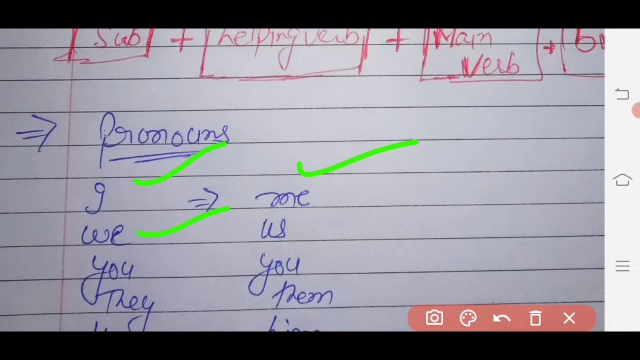 Sub + helping verb + Main verb +
⇒ Pronouns
I ⇒ me
we us
you you
They them